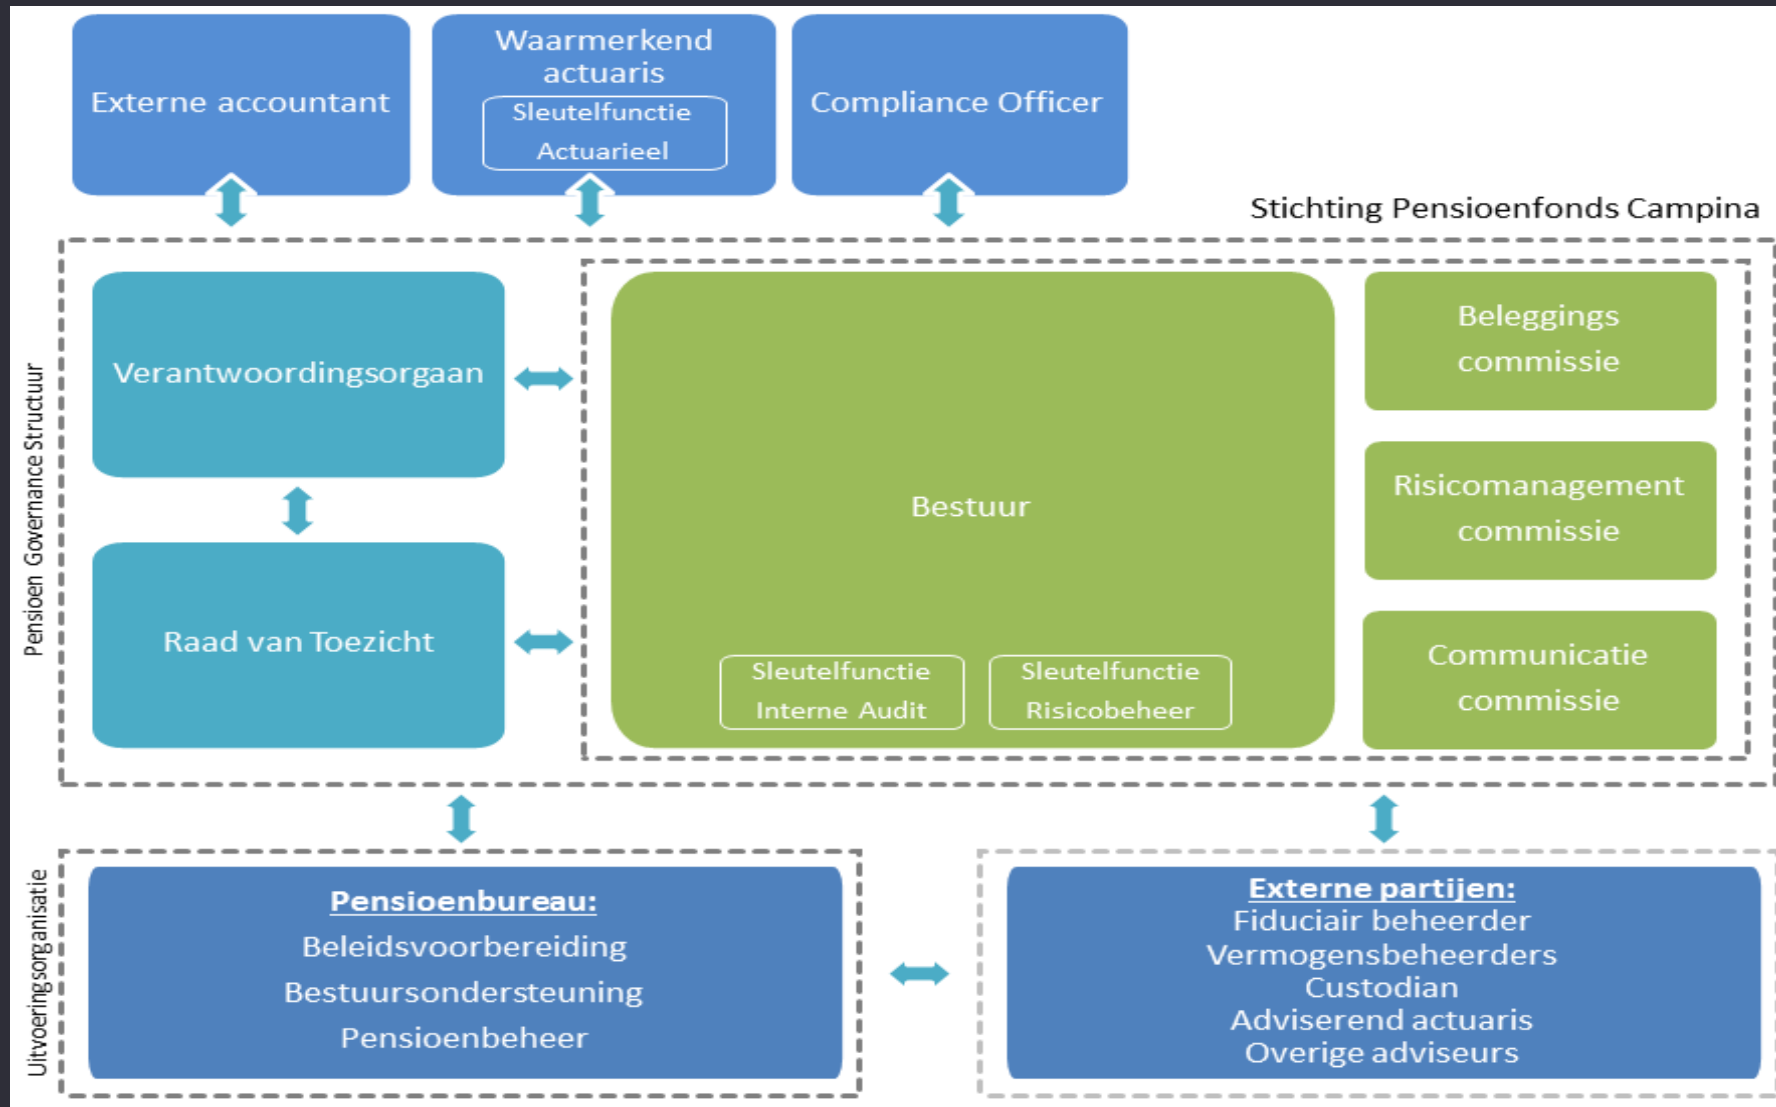 Externe accountant
Waarmerkend
actuaris
Sleutelfunctie
Actuarieel
Compliance Officer
Stichting Pensioenfonds Campina
Pensioen Governance Structuur
Verantwoordingsorgaan
Raad van Toezicht
Bestuur
Sleutelfunctie
Interne Audit
Sleutelfunctie
Risicobeheer
Beleggings
commissie
Risicomanagement
commissie
Communicatie
commissie
Uitvoeringsorganisatie
Pensioenbureau:
Beleidsvoorbereiding
Bestuursondersteuning
Pensioenbeheer
Externe partijen:
Fiduciair beheerder
Vermogensbeheerders
Custodian
Adviserend actuaris
Overige adviseurs